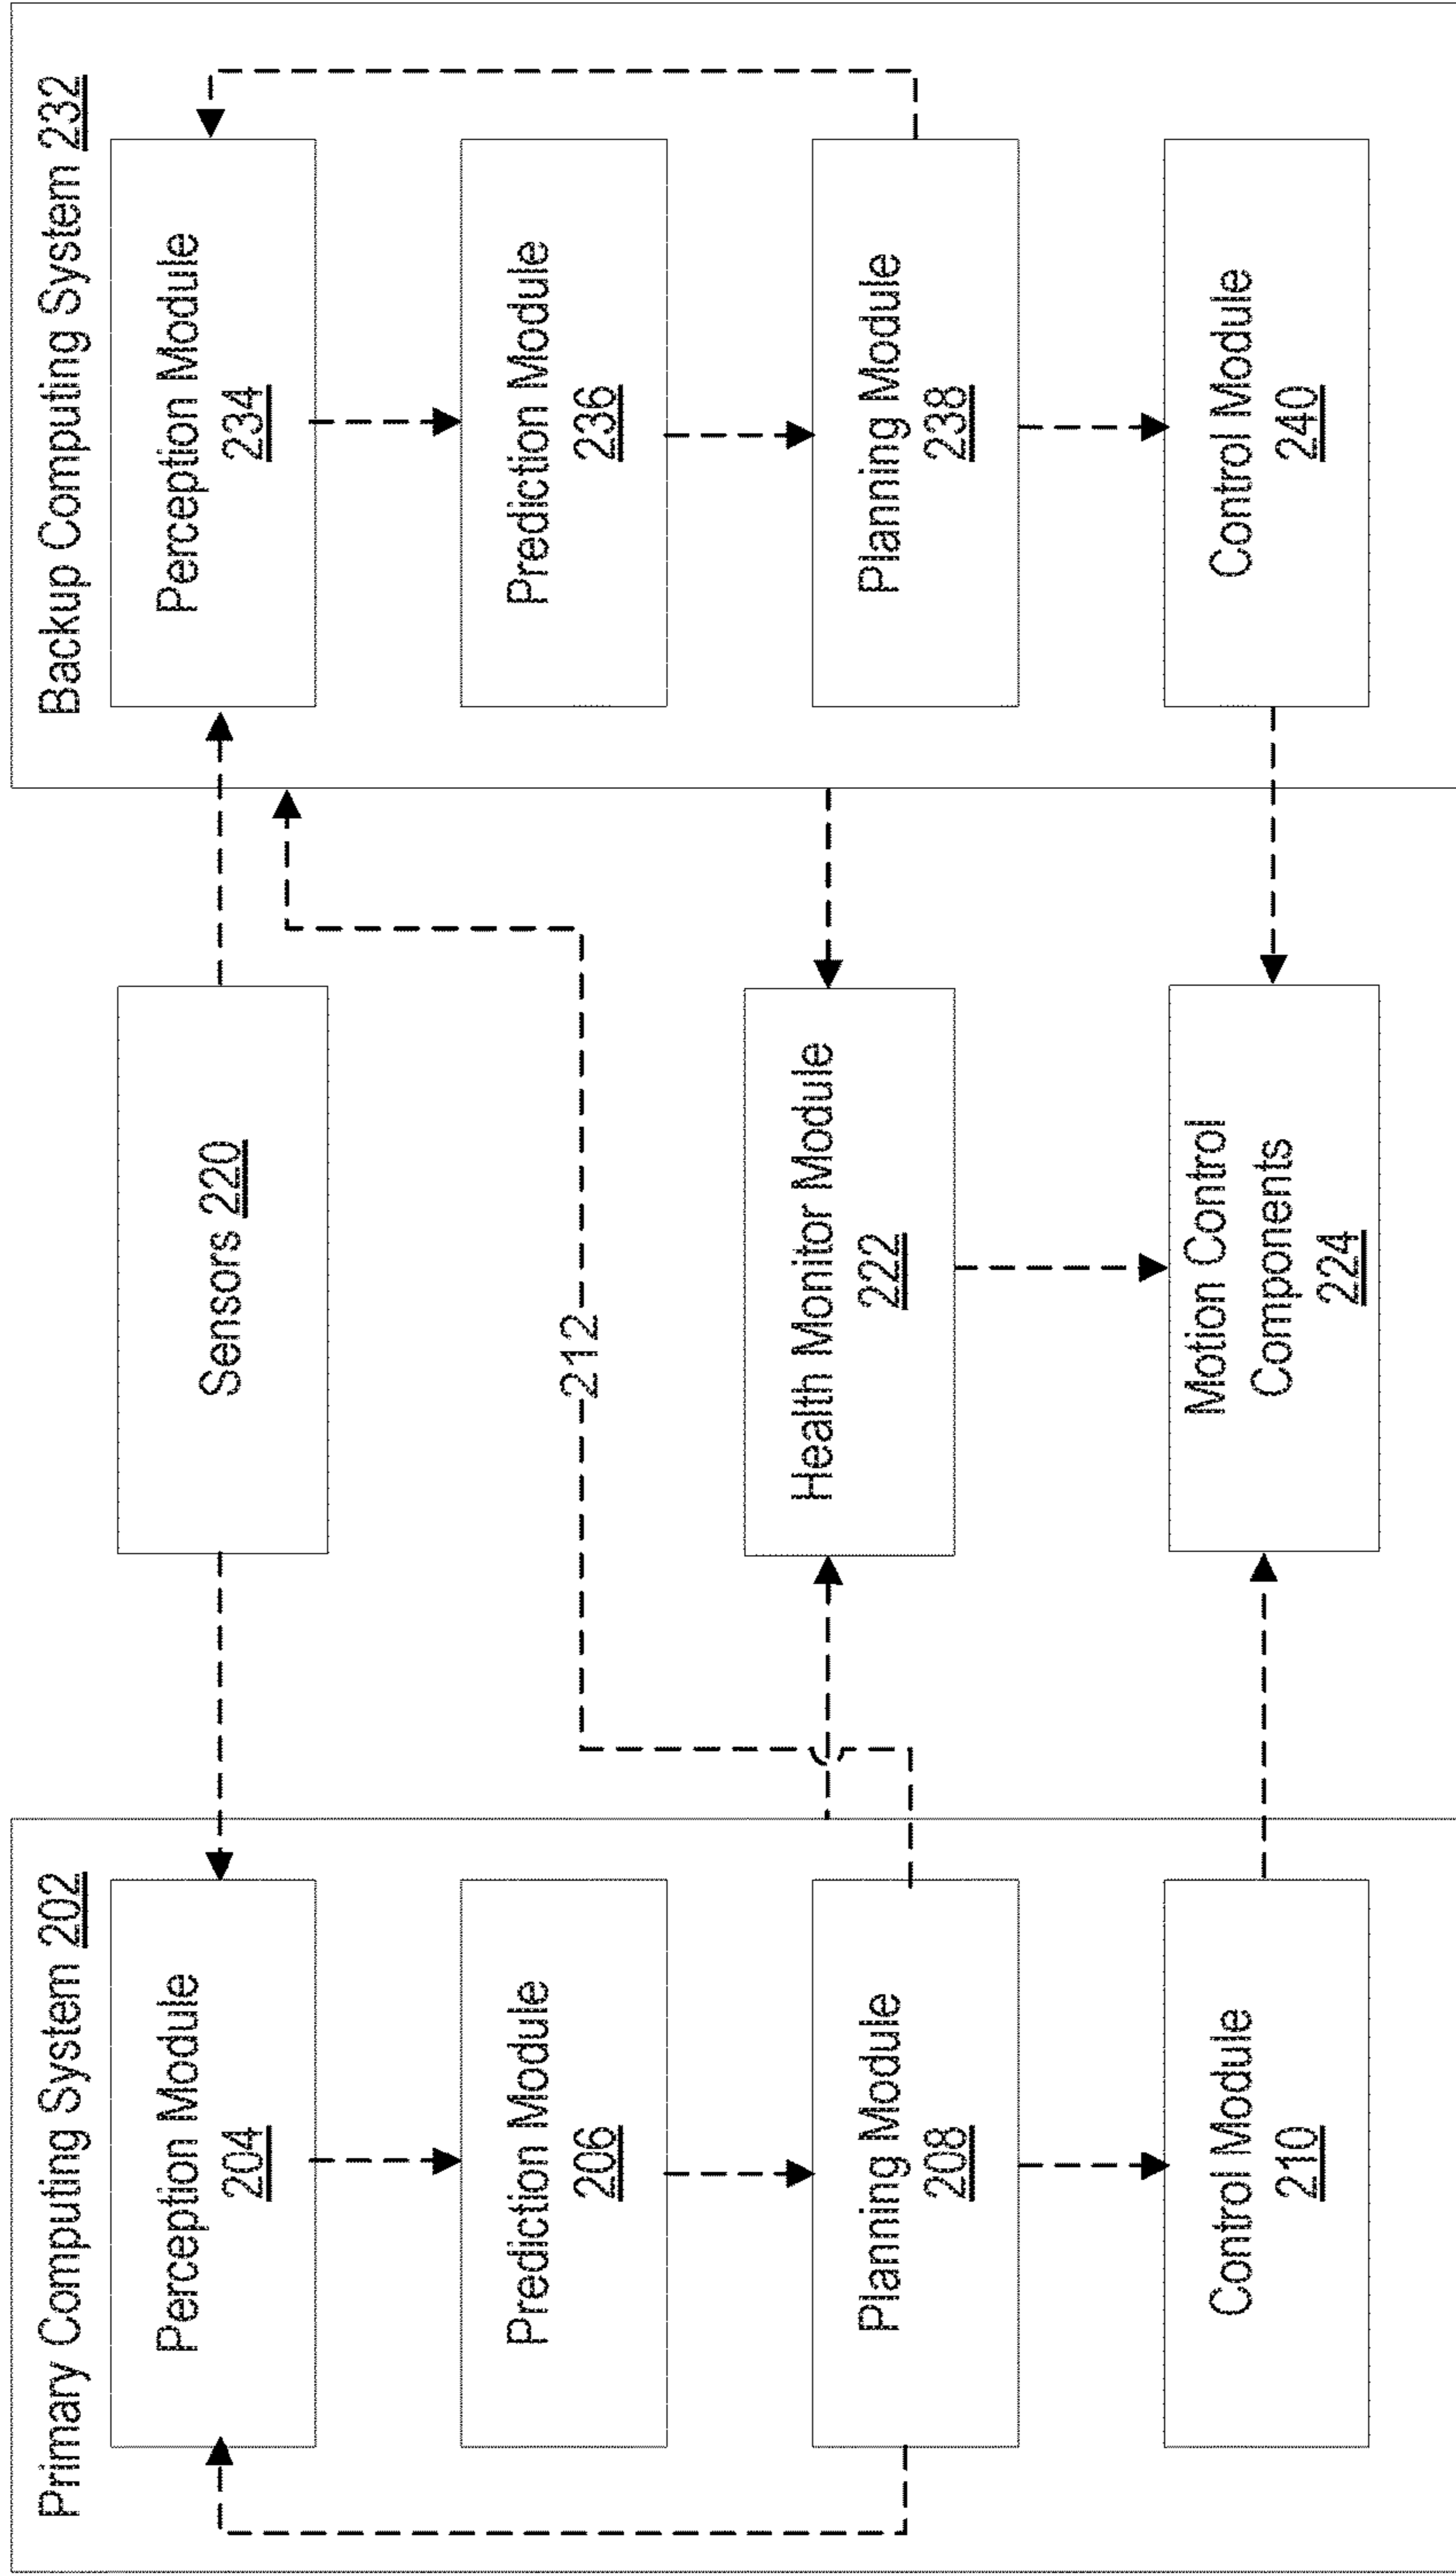 Primary Computing System 202
Perception Module
204
Prediction Module
206
Planning Module
208
Control Module
210
Sensors 220
212
Health Monitor Module
222
Motion Control
Components
224
Backup Computing System 232
Perception Module
234
Prediction Module
236
Planning Module
238
Control Module
240